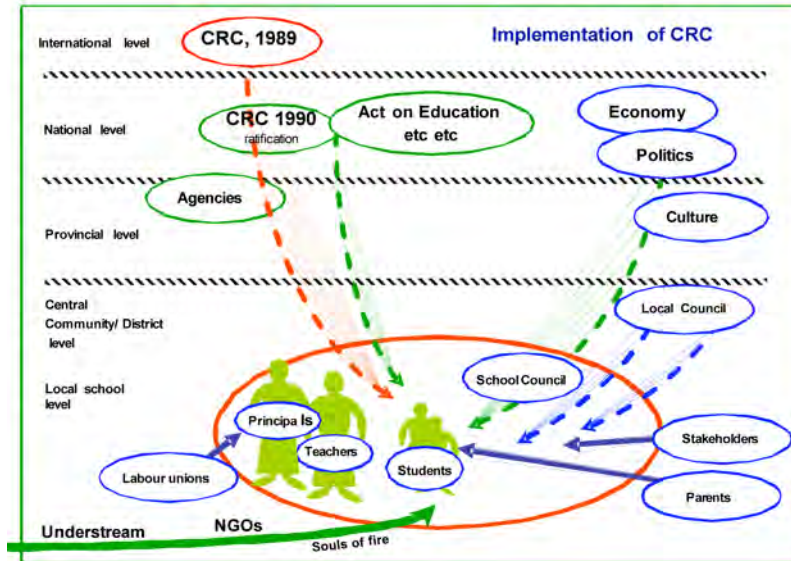 Implementation of CRC
International level
CRC, 1989
National level
CRC 1990
ratification
Act on Education
etc etc
Economy
Politics
Agencies
Provincial level
Culture
Central
Community/ District
level
Local Council
Local school
level
School Council
Principa ls
Teachers
Students
Stakeholders
Labour unions
Parents
Understream
NGOs
Souls of fire